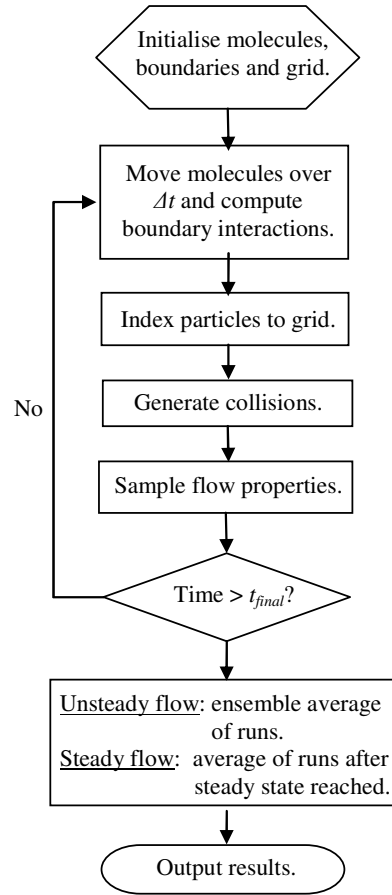 Initialise molecules,
boundaries and grid.
Move molecules over
Δt and compute
boundary interactions.
Index particles to grid.
Generate collisions.
No
Sample flow properties.
Time > t_final?
Unsteady flow: ensemble average
of runs.
Steady flow: average of runs after
steady state reached.
Output results.